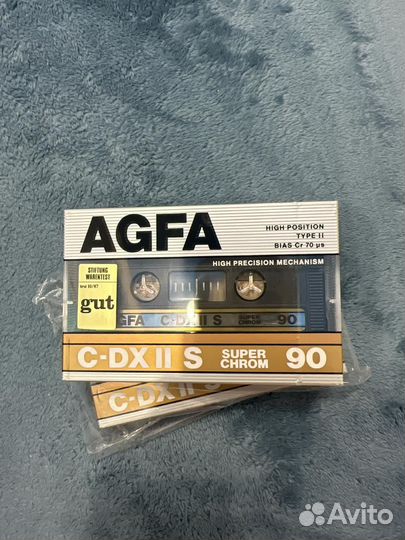 AGFA
HIGH POSITION
TYPE II
BIAS Cr 70 µs
HIGH PRECISION MECHANISM
STIFTUNG
WARENTEST
gut
AGFA C-DX II S SUPER CHROM 90
C-DX II S SUPER CHROM 90
C-DX II S
Avito